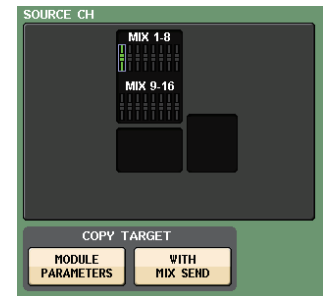 SOURCE CH
MIX 1-8
MIX 9-16
COPY TARGET
MODULE
PARAMETERS
WITH
MIX SEND